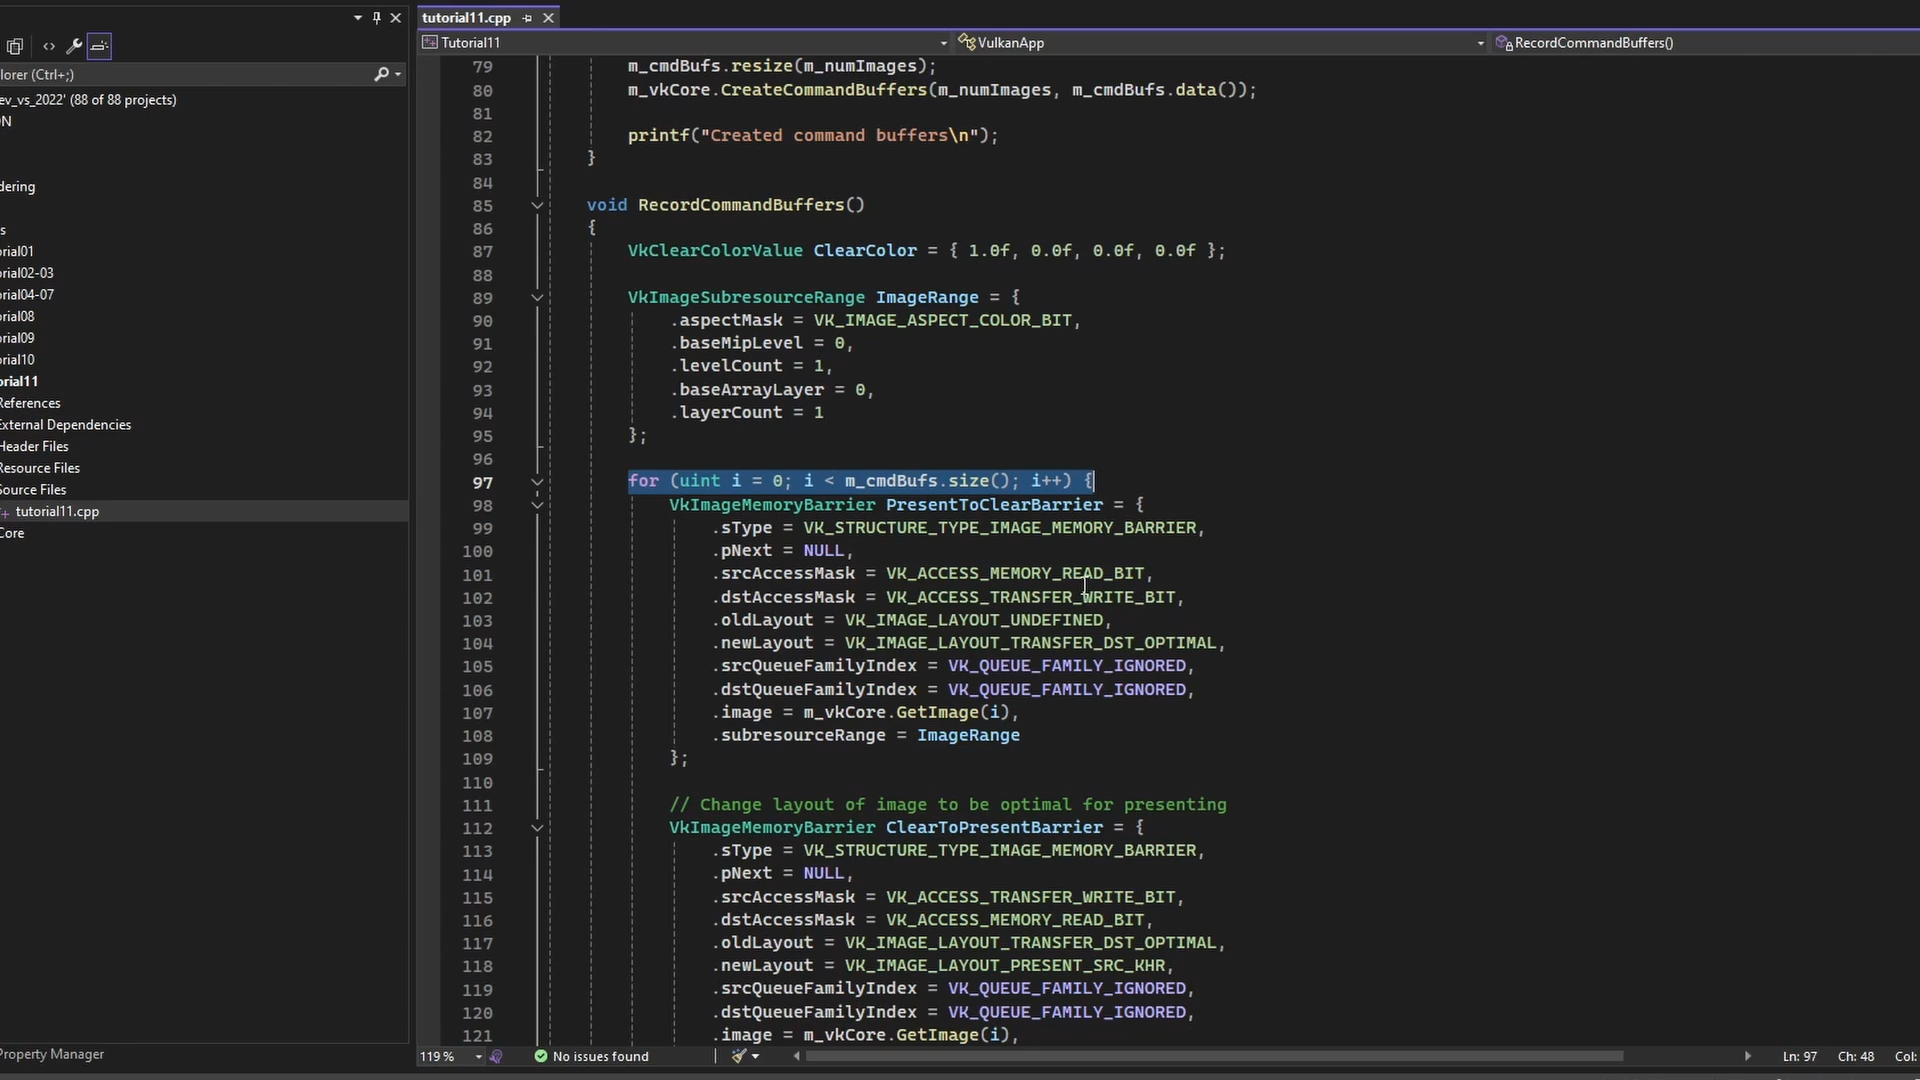 tutorial11.cpp
Tutorial11
VulkanApp
RecordCommandBuffers()
lorer (Ctrl+;)
ev_vs_2022' (88 of 88 projects)
N
dering
s
orial01
orial02-03
orial04-07
orial08
orial09
orial10
orial11
References
External Dependencies
Header Files
Resource Files
Source Files
tutorial11.cpp
Core
Property Manager
79 m_cmdBufs.resize(m_numImages);
80 m_vkCore.CreateCommandBuffers(m_numImages, m_cmdBufs.data());
81
82 printf("Created command buffers\n");
83 }
84
85 void RecordCommandBuffers()
86 {
87 VkClearColorValue ClearColor = { 1.0f, 0.0f, 0.0f, 0.0f };
88
89 VkImageSubresourceRange ImageRange = {
90 .aspectMask = VK_IMAGE_ASPECT_COLOR_BIT,
91 .baseMipLevel = 0,
92 .levelCount = 1,
93 .baseArrayLayer = 0,
94 .layerCount = 1
95 };
96
97 for (uint i = 0; i < m_cmdBufs.size(); i++) {
98 VkImageMemoryBarrier PresentToClearBarrier = {
99 .sType = VK_STRUCTURE_TYPE_IMAGE_MEMORY_BARRIER,
100 .pNext = NULL,
101 .srcAccessMask = VK_ACCESS_MEMORY_READ_BIT,
102 .dstAccessMask = VK_ACCESS_TRANSFER_WRITE_BIT,
103 .oldLayout = VK_IMAGE_LAYOUT_UNDEFINED,
104 .newLayout = VK_IMAGE_LAYOUT_TRANSFER_DST_OPTIMAL,
105 .srcQueueFamilyIndex = VK_QUEUE_FAMILY_IGNORED,
106 .dstQueueFamilyIndex = VK_QUEUE_FAMILY_IGNORED,
107 .image = m_vkCore.GetImage(i),
108 .subresourceRange = ImageRange
109 };
110
111 // Change layout of image to be optimal for presenting
112 VkImageMemoryBarrier ClearToPresentBarrier = {
113 .sType = VK_STRUCTURE_TYPE_IMAGE_MEMORY_BARRIER,
114 .pNext = NULL,
115 .srcAccessMask = VK_ACCESS_TRANSFER_WRITE_BIT,
116 .dstAccessMask = VK_ACCESS_MEMORY_READ_BIT,
117 .oldLayout = VK_IMAGE_LAYOUT_TRANSFER_DST_OPTIMAL,
118 .newLayout = VK_IMAGE_LAYOUT_PRESENT_SRC_KHR,
119 .srcQueueFamilyIndex = VK_QUEUE_FAMILY_IGNORED,
120 .dstQueueFamilyIndex = VK_QUEUE_FAMILY_IGNORED,
121 .image = m_vkCore.GetImage(i),
119 % No issues found Ln: 97 Ch: 48 Col: